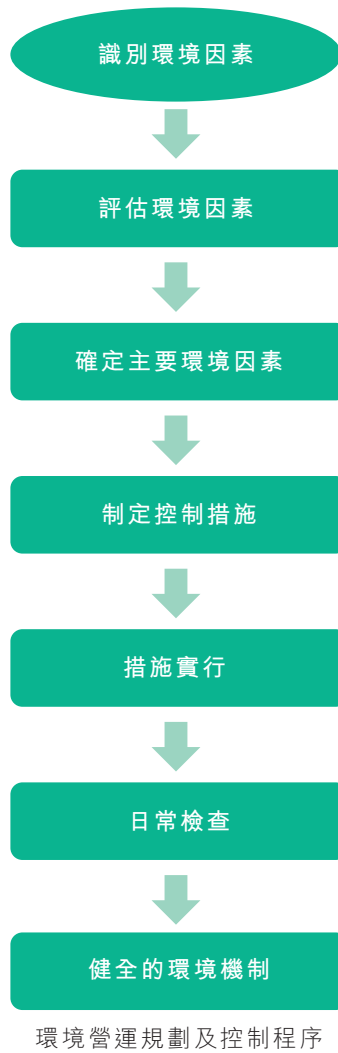 識別環境因素
評估環境因素
確定主要環境因素
制定控制措施
措施實行
日常檢查
健全的環境機制
環境營運規劃及控制程序